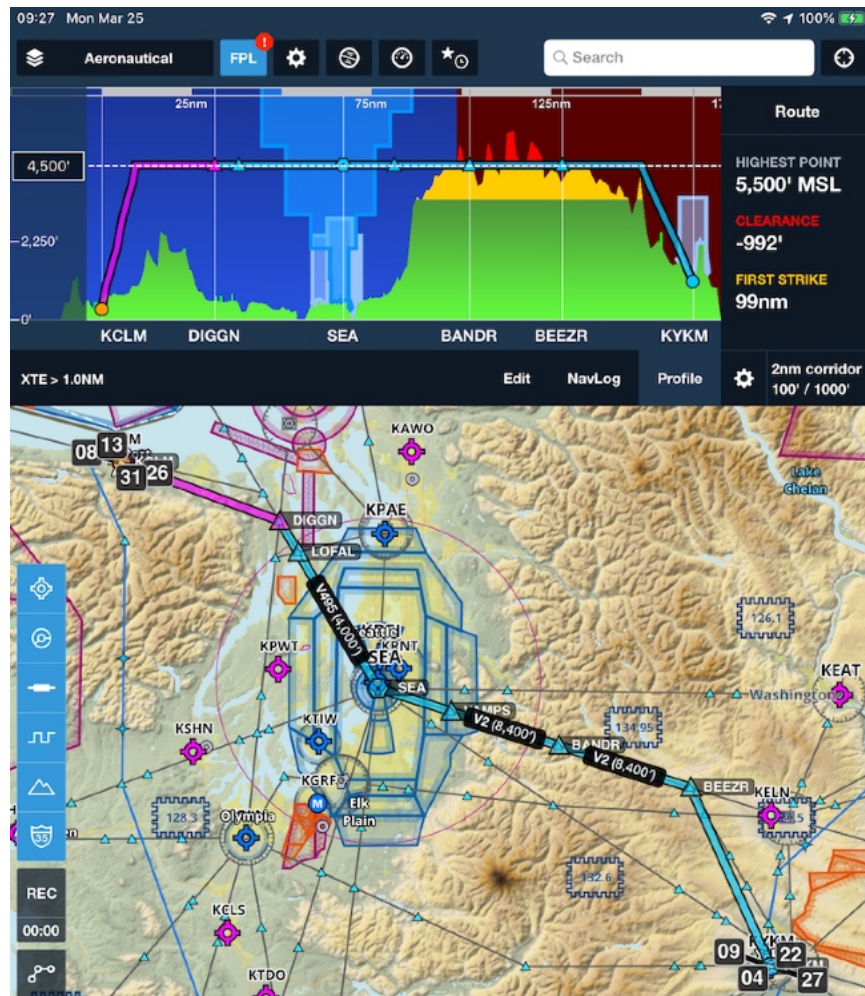 09:27 Mon Mar 25
100%
Aeronautical
FPL
!
Search
25nm
75nm
125nm
Route
4,500'
HIGHEST POINT
5,500' MSL
2,250'
CLEARANCE
-992'
FIRST STRIKE
99nm
0'
KCLM
DIGGN
SEA
BANDR
BEEZR
KYKM
XTE > 1.0NM
Edit
NavLog
Profile
2nm corridor
100' / 1000'
KAWO
08
13
31
26
Lake
Chelan
KPAE
DIGGN
LOFAL
V495 (4,000')
126.1
KPWT
KRNT
SEA
SEA
KEAT
Washington
KTIW
V2 (8,400')
134.95
BANDR
KSHN
V2 (8,400')
KGRF
BEEZR
KELN
M
Elk
Plain
128.3
Olympia
35
132.6
REC
00:00
KCLS
09
22
04
27
KTDO